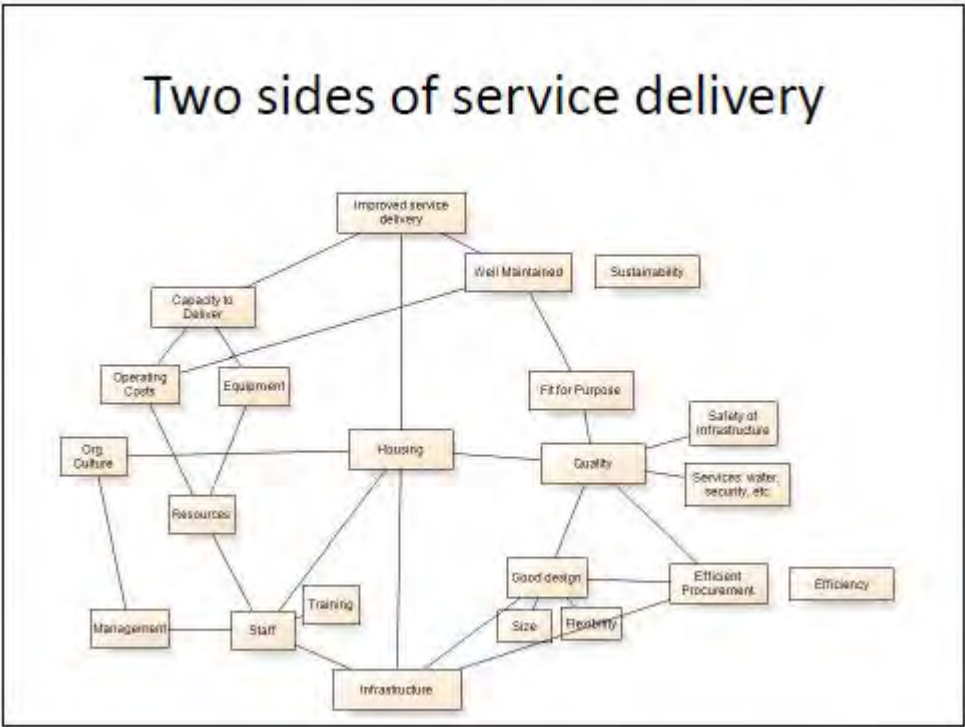 Two sides of service delivery
Improved service
delivery
Well Maintained
Sustainability
Capacity to
Deliver
Operating
Costs
Equipment
Fit for Purpose
Safety of
infrastructure
Org
Culture
Housing
Quality
Services: water,
security, etc
Resources
Good design
Efficient
Procurement
Efficiency
Training
Size
Flexibility
Management
Staff
Infrastructure